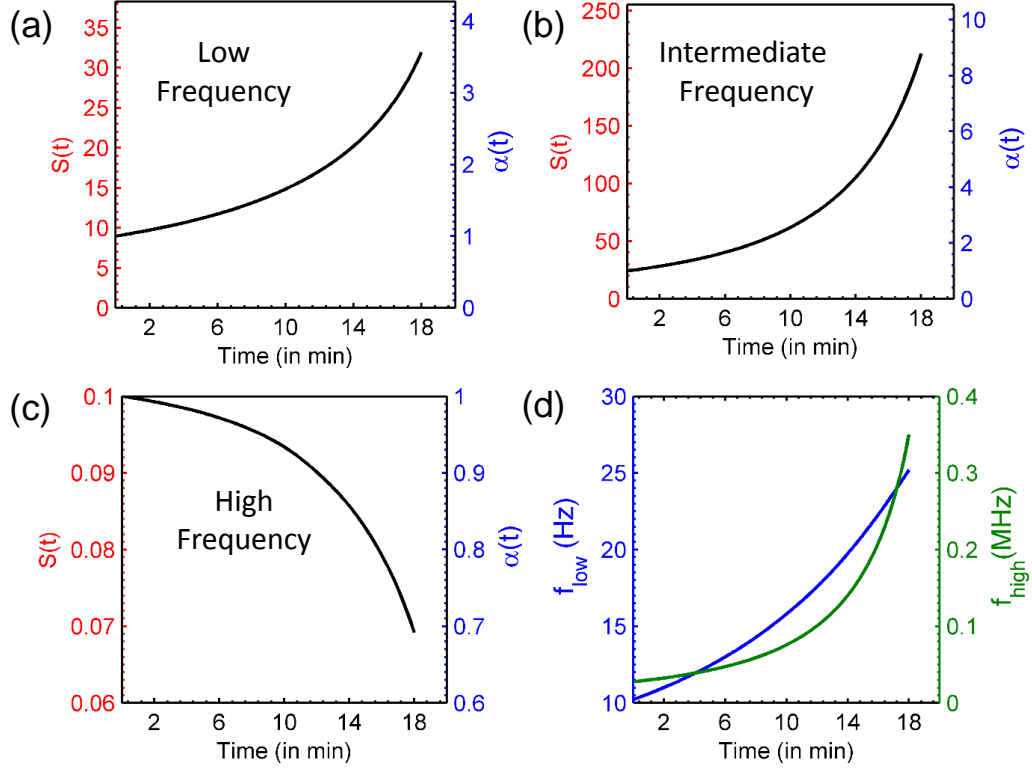 (a)
Low
Frequency
S(t)
35
30
25
20
15
10
5
0
α(t)
4
3
2
1
0
2 6 10 14 18
Time (in min)
(b)
Intermediate
Frequency
S(t)
250
200
150
100
50
0
α(t)
10
8
6
4
2
0
2 6 10 14 18
Time (in min)
(c)
High
Frequency
S(t)
0.1
0.09
0.08
0.07
0.06
α(t)
1
0.9
0.8
0.7
0.6
2 6 10 14 18
Time (in min)
(d)
f_low (Hz)
30
25
20
15
10
f_high (MHz)
0.4
0.3
0.2
0.1
0
2 6 10 14 18
Time (in min)